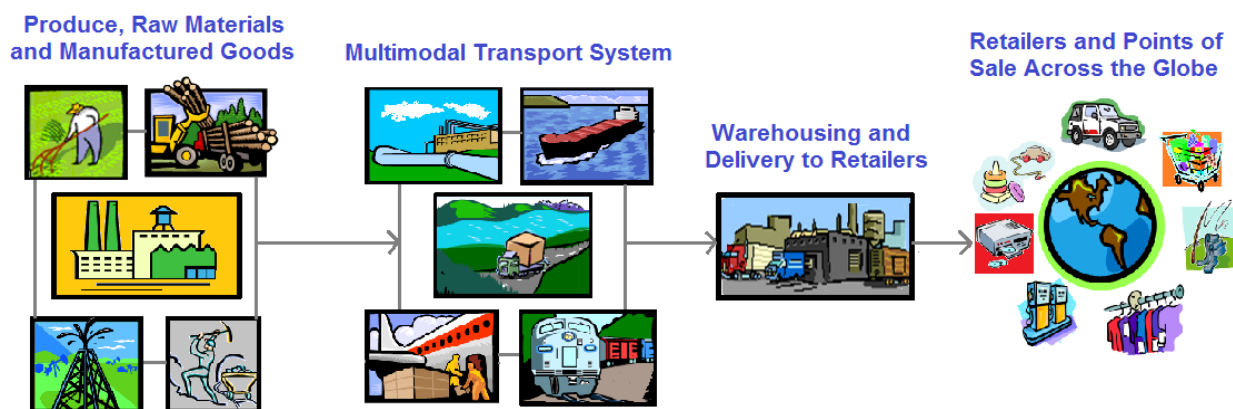 Produce, Raw Materials
and Manufactured Goods
Multimodal Transport System
Warehousing and
Delivery to Retailers
Retailers and Points of
Sale Across the Globe